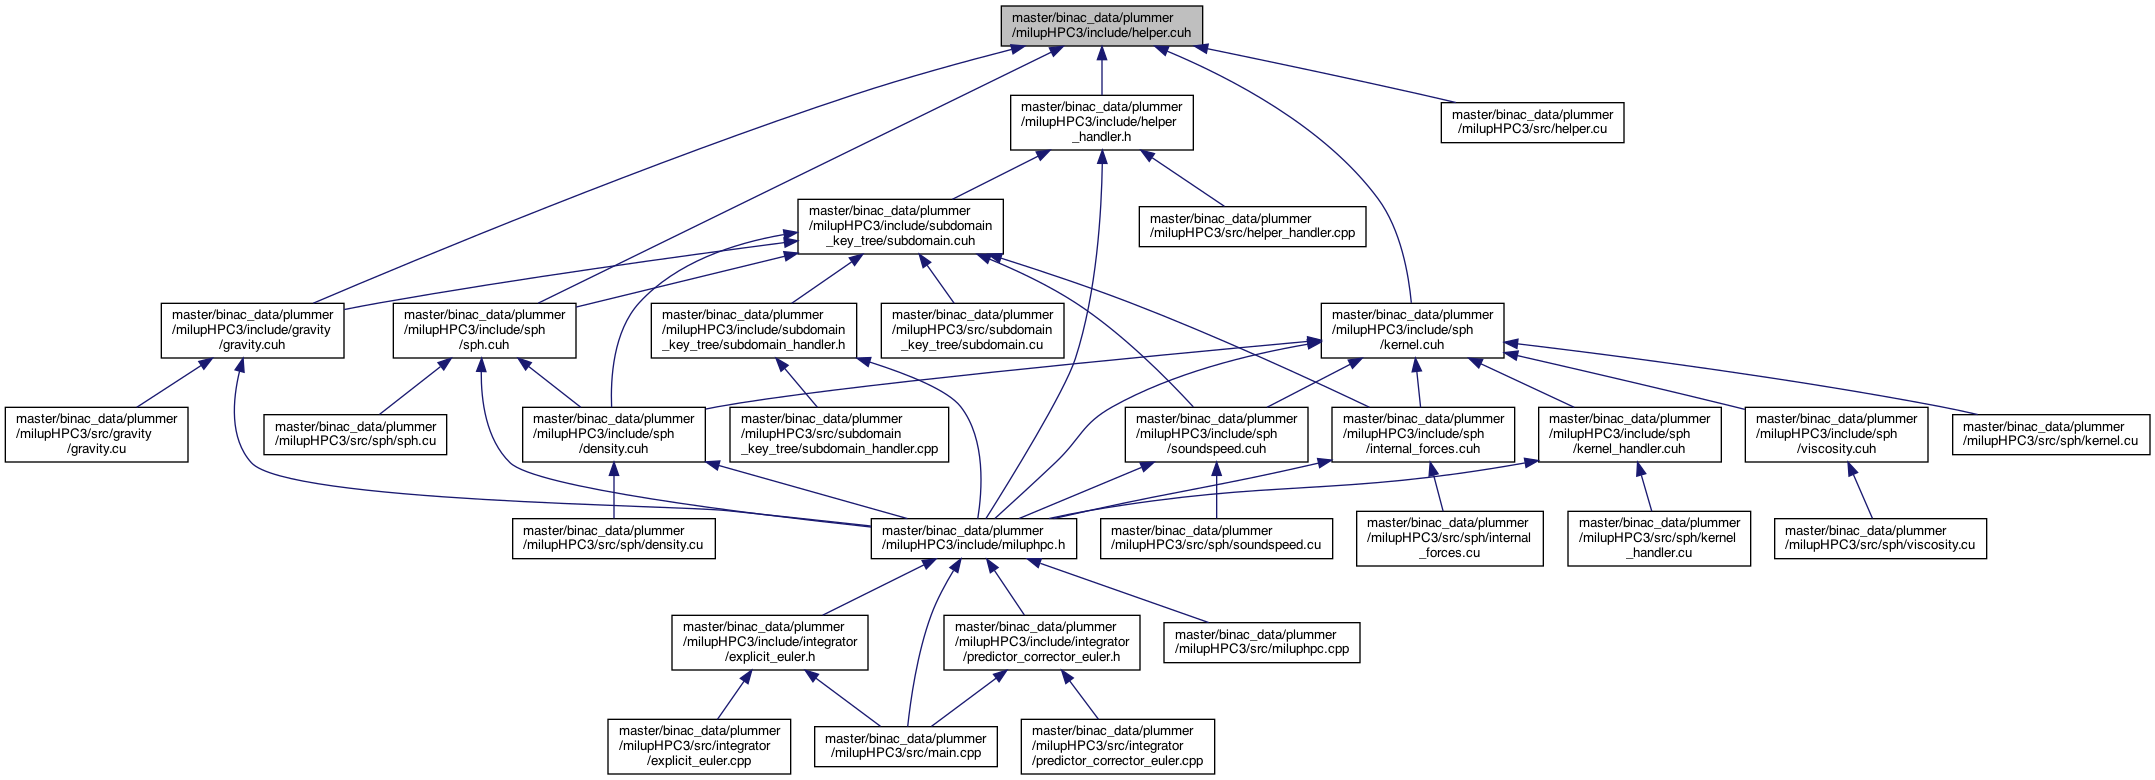 master/binac_data/plummer
/milupHPC3/include/helper.cuh
master/binac_data/plummer
/milupHPC3/include/helper
_handler.h
master/binac_data/plummer
/milupHPC3/src/helper.cu
master/binac_data/plummer
/milupHPC3/include/subdomain
_key_tree/subdomain.cuh
master/binac_data/plummer
/milupHPC3/src/helper_handler.cpp
master/binac_data/plummer
/milupHPC3/include/gravity
/gravity.cuh
master/binac_data/plummer
/milupHPC3/include/sph
/sph.cuh
master/binac_data/plummer
/milupHPC3/include/subdomain
_key_tree/subdomain_handler.h
master/binac_data/plummer
/milupHPC3/src/subdomain
_key_tree/subdomain.cu
master/binac_data/plummer
/milupHPC3/include/sph
/kernel.cuh
master/binac_data/plummer
/milupHPC3/src/gravity
/gravity.cu
master/binac_data/plummer
/milupHPC3/src/sph/sph.cu
master/binac_data/plummer
/milupHPC3/include/sph
/density.cuh
master/binac_data/plummer
/milupHPC3/src/subdomain
_key_tree/subdomain_handler.cpp
master/binac_data/plummer
/milupHPC3/include/sph
/soundspeed.cuh
master/binac_data/plummer
/milupHPC3/include/sph
/internal_forces.cuh
master/binac_data/plummer
/milupHPC3/include/sph
/kernel_handler.cuh
master/binac_data/plummer
/milupHPC3/include/sph
/viscosity.cuh
master/binac_data/plummer
/milupHPC3/src/sph/kernel.cu
master/binac_data/plummer
/milupHPC3/src/sph/density.cu
master/binac_data/plummer
/milupHPC3/include/miluphpc.h
master/binac_data/plummer
/milupHPC3/src/sph/soundspeed.cu
master/binac_data/plummer
/milupHPC3/src/sph/internal
_forces.cu
master/binac_data/plummer
/milupHPC3/src/sph/kernel
_handler.cu
master/binac_data/plummer
/milupHPC3/src/sph/viscosity.cu
master/binac_data/plummer
/milupHPC3/include/integrator
/explicit_euler.h
master/binac_data/plummer
/milupHPC3/include/integrator
/predictor_corrector_euler.h
master/binac_data/plummer
/milupHPC3/src/miluphpc.cpp
master/binac_data/plummer
/milupHPC3/src/integrator
/explicit_euler.cpp
master/binac_data/plummer
/milupHPC3/src/main.cpp
master/binac_data/plummer
/milupHPC3/src/integrator
/predictor_corrector_euler.cpp